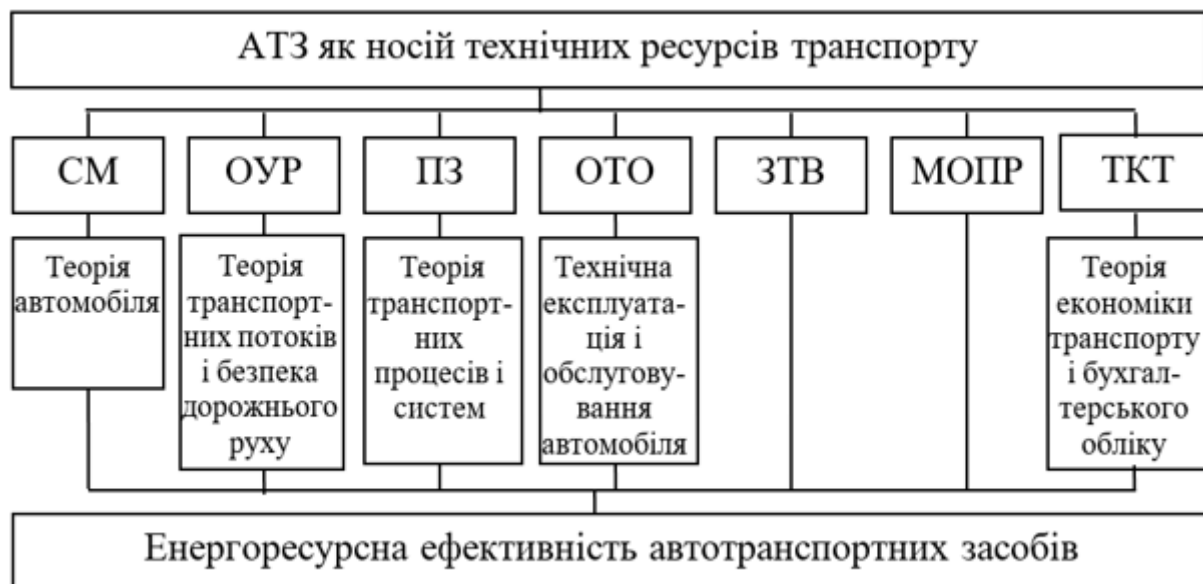 АТЗ як носій технічних ресурсів транспорту
СМ
ОУР
ПЗ
ОТО
ЗТВ
МОПР
ТКТ
Теорія
автомобіля
Теорія
транспорт-
них потоків
і безпека
дорожнього
руху
Теорія
транспорт-
них
процесів і
систем
Технічна
експлуата-
ція і
обслугову-
вання
автомобіля
Теорія
економіки
транспорту
і бухгал-
терського
обліку
Енергоресурсна ефективність автотранспортних засобів